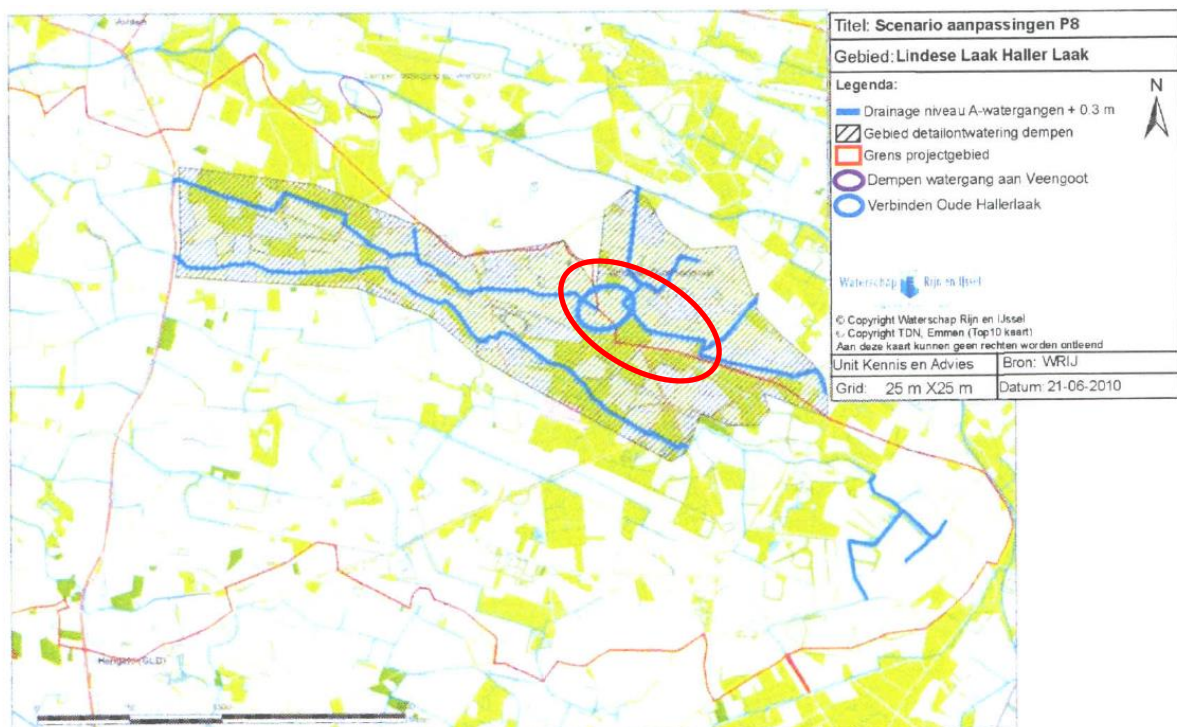 Titel: Scenario aanpassingen P8
Gebied: Lindese Laak Haller Laak
Legenda:
N
Drainage niveau A-watergangen + 0.3 m
Gebied detailontwatering dempen
Grens projectgebied
Dempen watergang aan Veengoot
Verbinden Oude Hallerlaak
Waterschap Rijn en IJssel
© Copyright Waterschap Rijn en IJssel
© Copyright TDN, Emmen (Top10 kaart)
Aan deze kaart kunnen geen rechten worden ontleend
Unit Kennis en Advies
Bron: WRIJ
Grid: 25 m X25 m
Datum: 21-06-2010
Dempen watergang